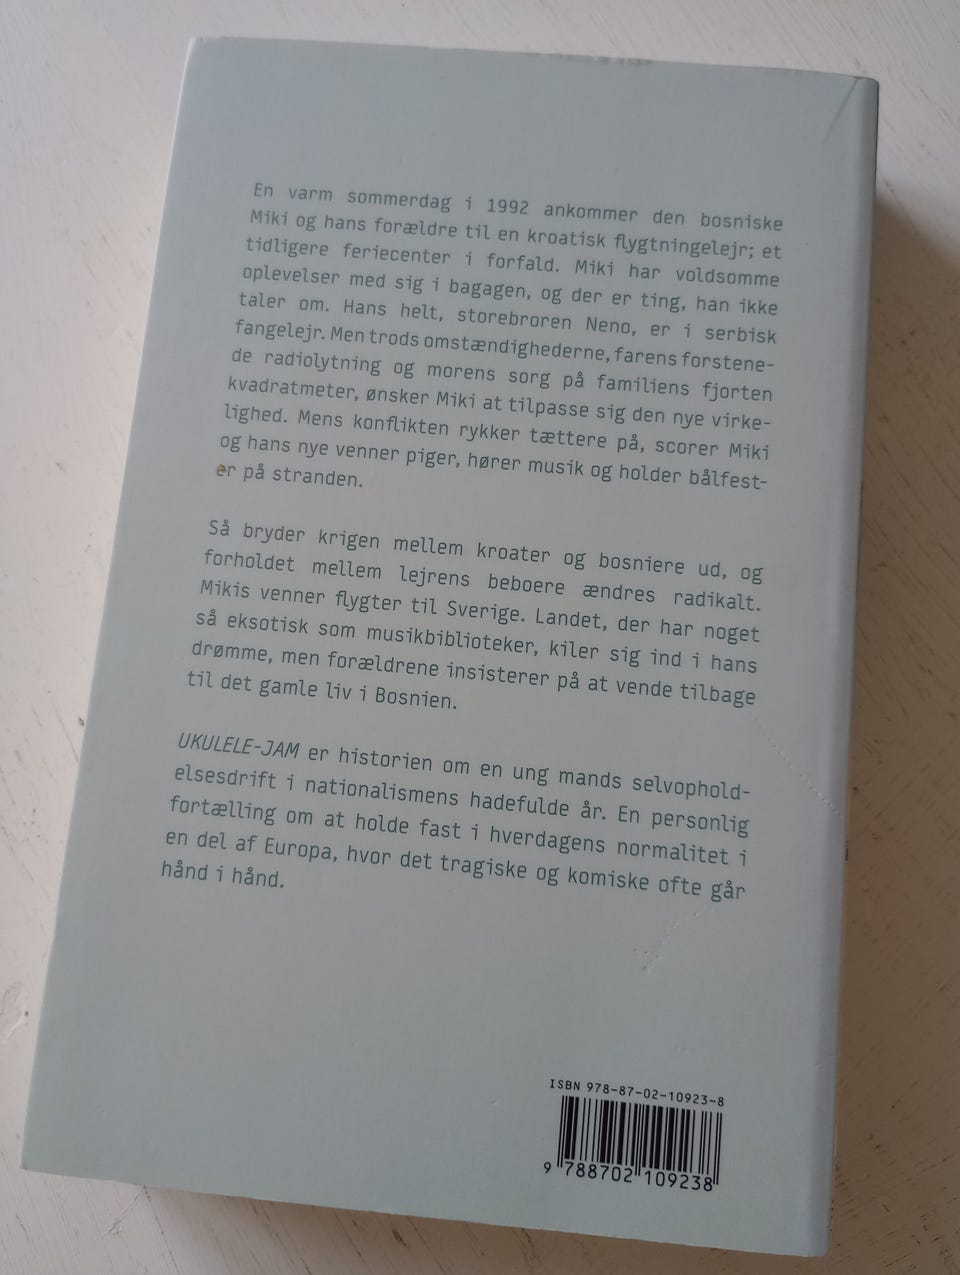 En varm sommerdag i 1992 ankommer den bosniske
Miki og hans forældre til en kroatisk flygtningelejr; et
tidligere feriecenter i forfald. Miki har voldsomme
oplevelser med sig i bagagen, og der er ting, han ikke
taler om. Hans helt, storebroren Neno, er i serbisk
fangelejr. Men trods omstændighederne, farens forstene-
de radiolytning og morens sorg på familiens fjorten
kvadratmeter, ønsker Miki at tilpasse sig den nye virke-
lighed. Mens konflikten rykker tættere på, scorer Miki
og hans nye venner piger, hører musik og holder bålfest-
er på stranden.
Så bryder krigen mellem kroater og bosniere ud, og
forholdet mellem lejrens beboere ændres radikalt.
Mikis venner flygter til Sverige. Landet, der har noget
så eksotisk som musikbiblioteker, kiler sig ind i hans
drømme, men forældrene insisterer på at vende tilbage
til det gamle liv i Bosnien.
UKULELE-JAM er historien om en ung mands selvophold-
elsesdrift i nationalismens hadefulde år. En personlig
fortælling om at holde fast i hverdagens normalitet i
en del af Europa, hvor det tragiske og komiske ofte går
hånd i hånd.
ISBN 978-87-02-10923-8
9 788702 109238